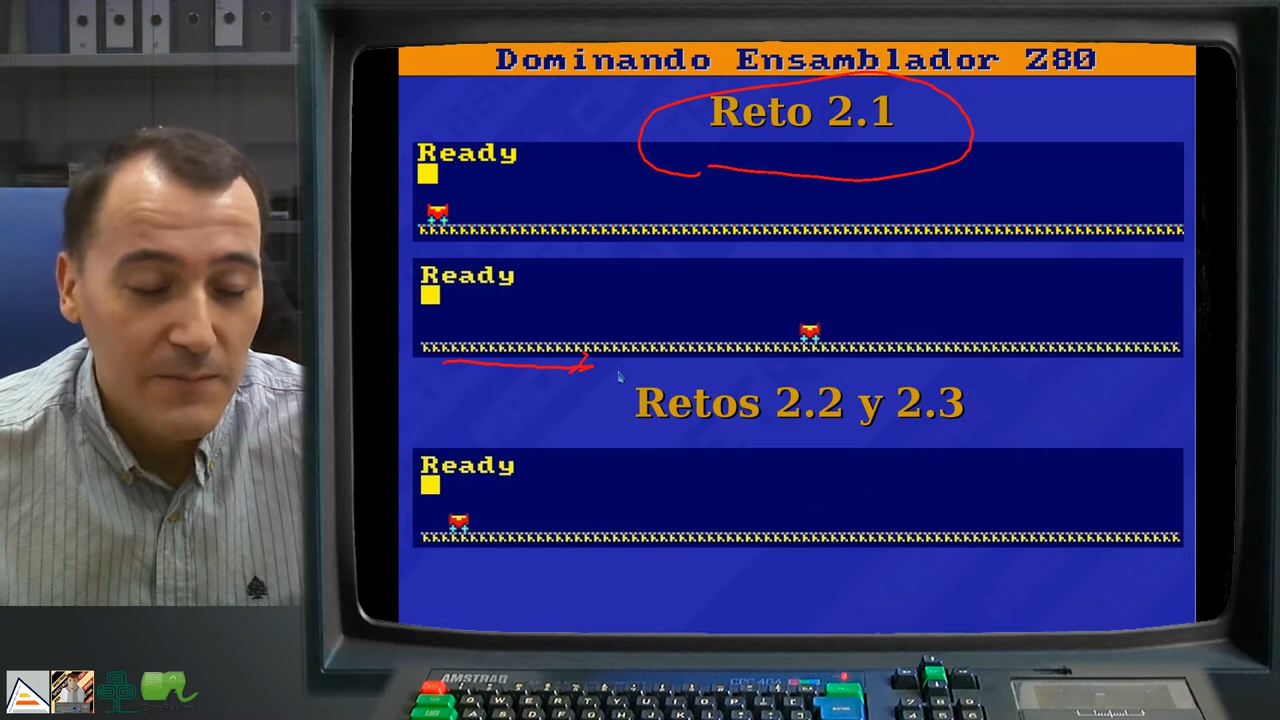 Dominando Ensamblador Z80
Reto 2.1
Ready
Ready
Retos 2.2 y 2.3
Ready
AMSTRAD